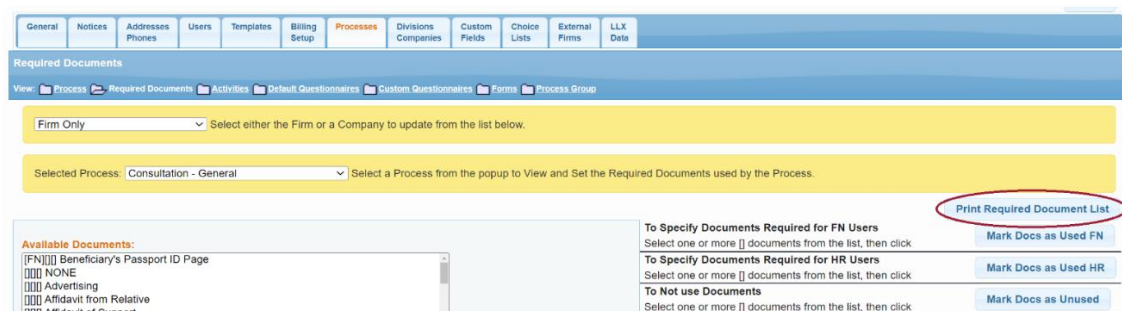 General Notices Addresses Phones Users Templates Billing Setup Processes Divisions Companies Custom Fields Choice Lists External Firms LLX Data
Required Documents
View: Process Required Documents Activities Default Questionnaires Custom Questionnaires Forms Process Group
Firm Only Select either the Firm or a Company to update from the list below.
Selected Process: Consultation - General Select a Process from the popup to View and Set the Required Documents used by the Process.
Print Required Document List
Available Documents:
[FN][][] Beneficiary's Passport ID Page
[][][] NONE
[][][] Advertising
[][][] Affidavit from Relative
[][][] Affidavit of Support
To Specify Documents Required for FN Users
Select one or more [] documents from the list, then click
Mark Docs as Used FN
To Specify Documents Required for HR Users
Select one or more [] documents from the list, then click
Mark Docs as Used HR
To Not use Documents
Select one or more [] documents from the list, then click
Mark Docs as Unused